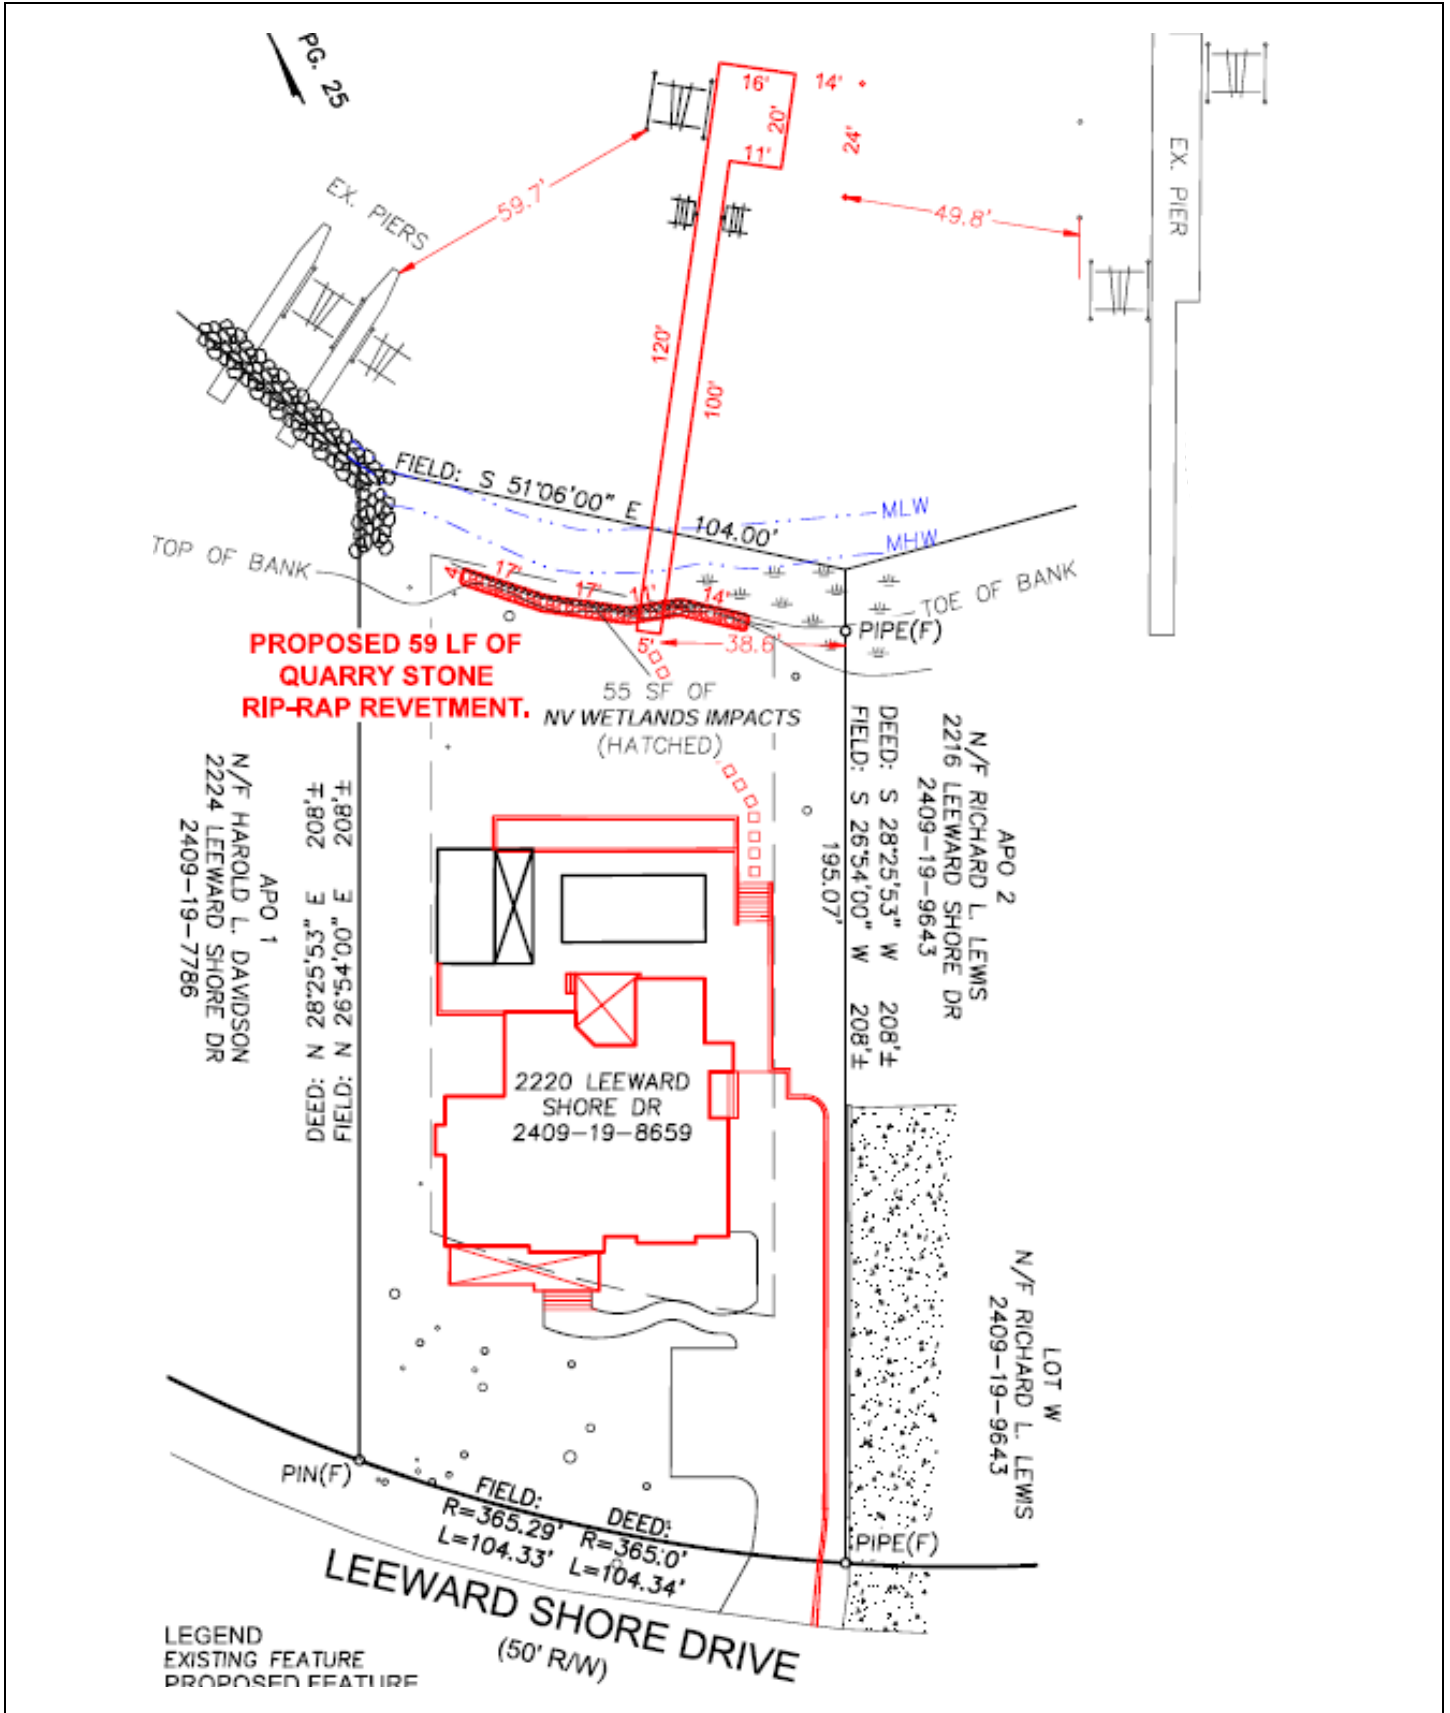 PG. 25
16'
14'
20'
24'
11'
59.7'
49.8'
EX. PIERS
EX. PIER
120'
100'
FIELD: S 51°06'00" E
104.00'
MLW
MHW
TOP OF BANK
TOE OF BANK
4'
17'
17'
11'
14'
PIPE(F)
5'
38.6'
PROPOSED 59 LF OF
QUARRY STONE
RIP-RAP REVETMENT.
55 SF OF
NV WETLANDS IMPACTS
(HATCHED)
APO 1
N/F HAROLD L. DAVIDSON
2224 LEEWARD SHORE DR
2409-19-7786
DEED: N 28°25'53" E 208'±
FIELD: N 26°54'00" E 208'±
DEED: S 28°25'53" W 208'±
FIELD: S 26°54'00" W 208'±
195.07'
APO 2
N/F RICHARD L. LEWIS
2216 LEEWARD SHORE DR
2409-19-9643
2220 LEEWARD
SHORE DR
2409-19-8659
LOT W
N/F RICHARD L. LEWIS
2409-19-9643
PIN(F)
PIPE(F)
FIELD:
R=365.29'
L=104.33'
DEED:
R=365.0'
L=104.34'
LEEWARD SHORE DRIVE
(50' R/W)
LEGEND
EXISTING FEATURE
PROPOSED FEATURE